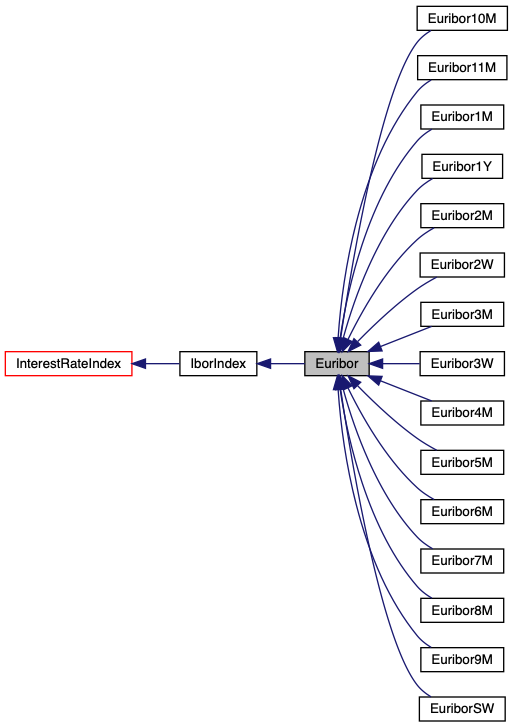 Euribor10M
Euribor11M
Euribor1M
Euribor1Y
Euribor2M
Euribor2W
Euribor3M
InterestRateIndex
IborIndex
Euribor
Euribor3W
Euribor4M
Euribor5M
Euribor6M
Euribor7M
Euribor8M
Euribor9M
EuriborSW